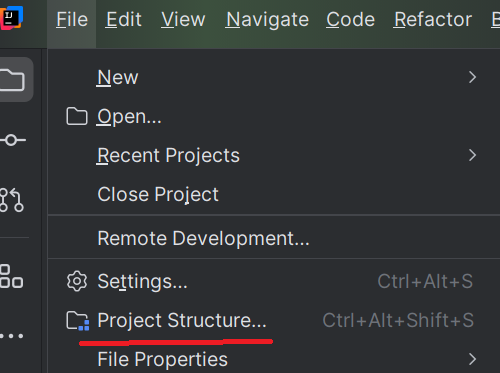 IJ
File Edit View Navigate Code Refactor
New
Open...
Recent Projects
Close Project
Remote Development...
Settings... Ctrl+Alt+S
Project Structure... Ctrl+Alt+Shift+S
File Properties